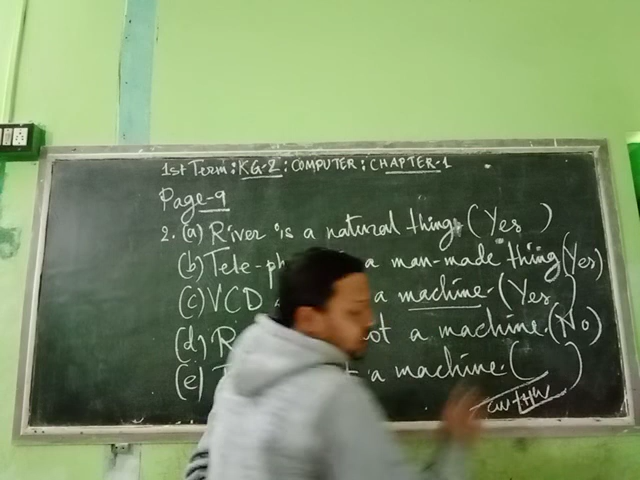 1st Term: KG-2: COMPUTER: CHAPTER-1
Page-9
2. (a) River is a natural thing. (Yes )
(b) Tele-ph a man-made thing (Yes)
(c) VCD a machine. (Yes )
(d) R ot a machine. (No)
(e) T t a machine. ( )
CW+HW